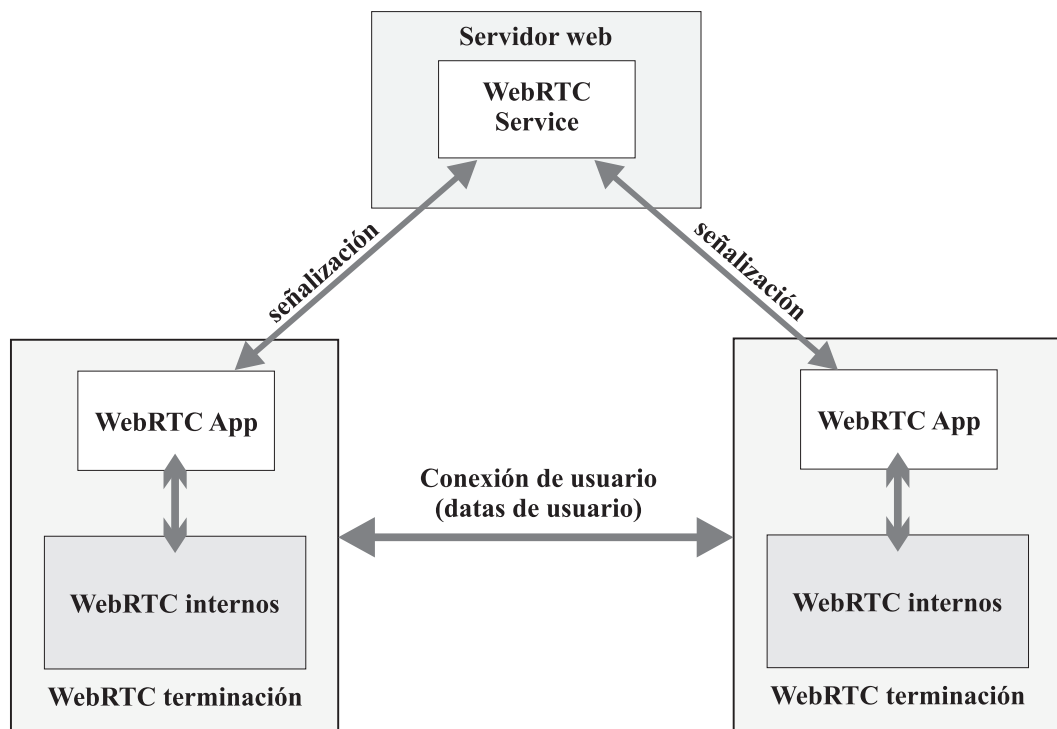 Servidor web
WebRTC
Service
señalización
señalización
WebRTC App
WebRTC App
Conexión de usuario
(datas de usuario)
WebRTC internos
WebRTC internos
WebRTC terminación
WebRTC terminación